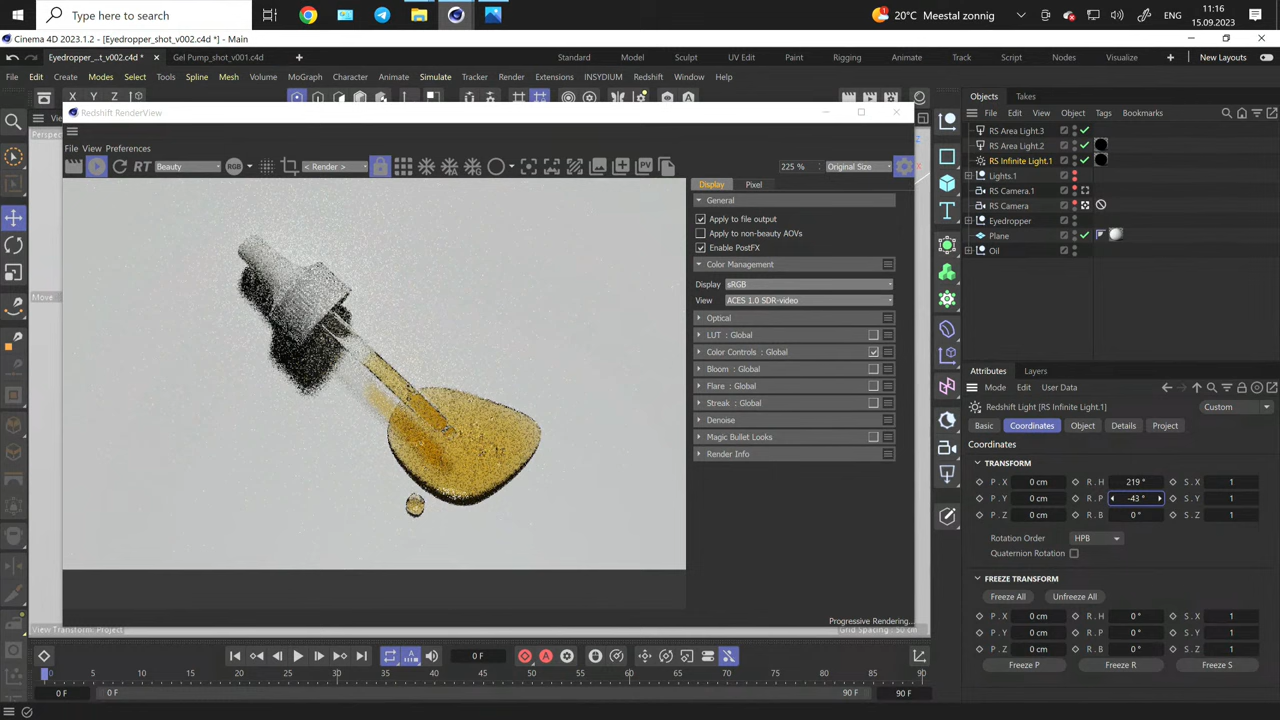 Type here to search
20°C Meestal zonnig
ENG
11:16
15.09.2023
Cinema 4D 2023.1.2 - [Eyedropper_shot_v002.c4d *] - Main
Eyedropper_...t_v002.c4d *
Gel Pump_shot_v001.c4d
Standard Model Sculpt UV Edit Paint Rigging Animate Track Script Nodes Visualize New Layouts
File Edit Create Modes Select Tools Spline Mesh Volume MoGraph Character Animate Simulate Tracker Render Extensions INSYDIUM Redshift Window Help
X Y Z
Objects Takes
Redshift RenderView
File Edit View Object Tags Bookmarks
Persp
File View Preferences
RT Beauty RGB < Render > PV 225 % Original Size
RS Area Light.3
RS Area Light.2
RS Infinite Light.1
Lights.1
RS Camera.1
RS Camera
Eyedropper
Plane
Oil
Display Pixel
General
Apply to file output
Apply to non-beauty AOVs
Enable PostFX
Color Management
Display sRGB
View ACES 1.0 SDR-video
Optical
LUT : Global
Color Controls : Global
Bloom : Global
Flare : Global
Streak : Global
Denoise
Magic Bullet Looks
Render Info
Progressive Rendering...
Move
View Transform: Project
Grid Spacing : 50 cm
Attributes Layers
Mode Edit User Data
Redshift Light [RS Infinite Light.1]
Custom
Basic Coordinates Object Details Project
Coordinates
TRANSFORM
P . X 0 cm R . H 219 ° S . X 1
P . Y 0 cm R . P -43 ° S . Y 1
P . Z 0 cm R . B 0 ° S . Z 1
Rotation Order HPB
Quaternion Rotation
FREEZE TRANSFORM
Freeze All Unfreeze All
P . X 0 cm R . H 0 ° S . X 1
P . Y 0 cm R . P 0 ° S . Y 1
P . Z 0 cm R . B 0 ° S . Z 1
Freeze P Freeze R Freeze S
0 F
0 5 10 15 20 25 30 35 40 45 50 55 60 65 70 75 80 85 90
0 F 0 F 90 F 90 F